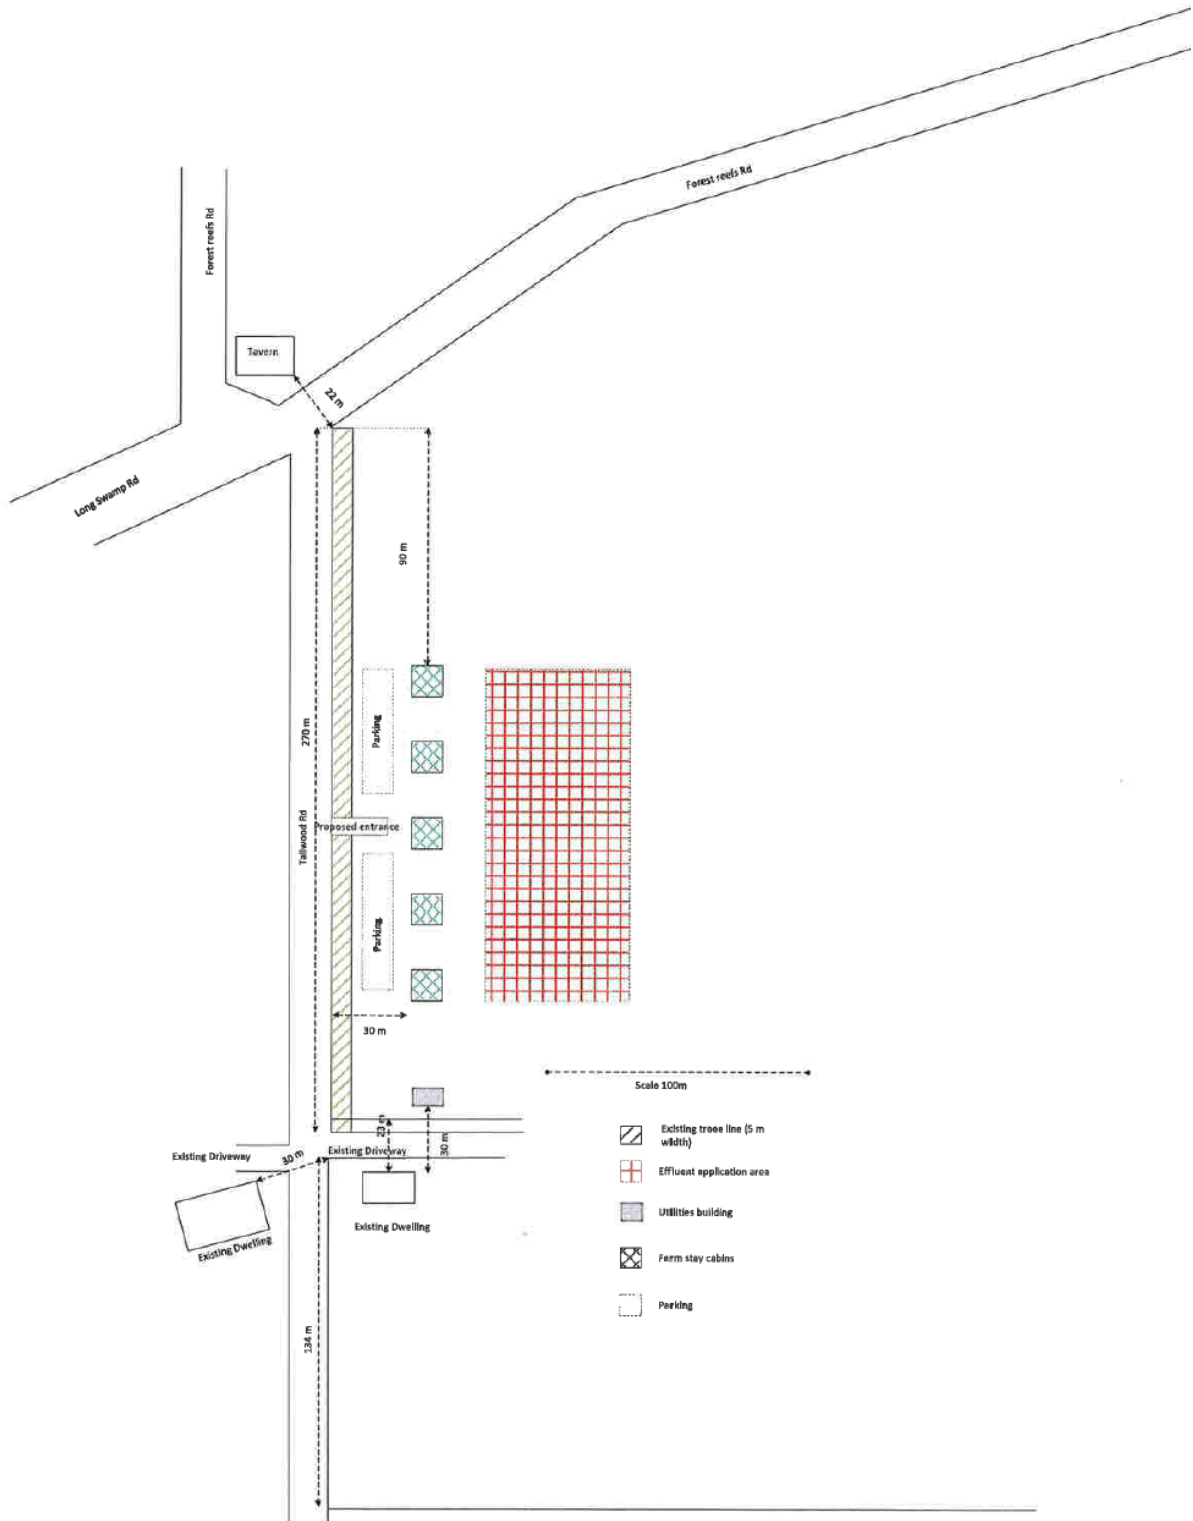 Forest reefs Rd
Forest reefs Rd
Tavern
22 m
Long Swamp Rd
90 m
270 m
Parking
Tallwood Rd
Proposed entrance
Parking
30 m
Scale 100m
23 m
30 m
Existing treee line (5 m
width)
Existing Driveway
Existing Driveway
30 m
Effluent application area
Utilities building
Existing Dwelling
Existing Dwelling
Farm stay cabins
Parking
134 m